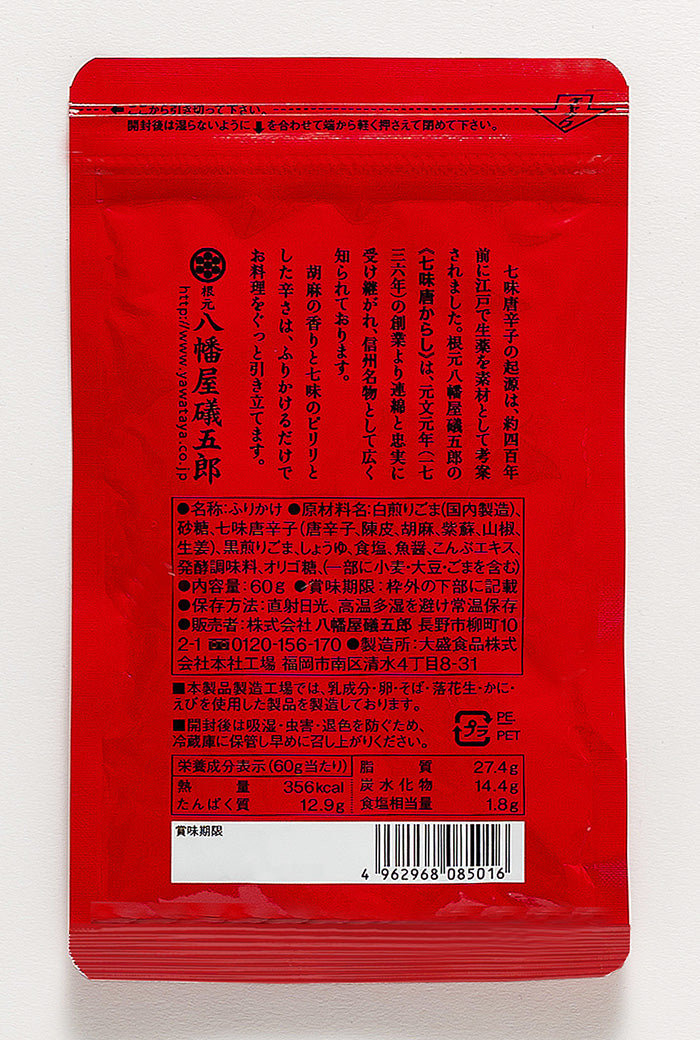 ここから引き切って下さい。
開封後は湿らないように⬇を合わせて端から軽く押さえて閉めて下さい。
七味唐辛子の起源は、約四百年
前に江戸で生薬を素材として考案
されました。根元八幡屋礒五郎の
《七味唐からし》は、元文元年(一七
三六年)の創業より連綿と忠実に
受け継がれ、信州名物として広く
知られております。
胡麻の香りと七味のピリリと
した辛さは、ふりかけるだけで
お料理をぐっと引き立てます。
根元 八幡屋礒五郎
http://www.yawataya.co.jp
●名称:ふりかけ ●原材料名:白煎りごま(国内製造)、
砂糖、七味唐辛子(唐辛子、陳皮、胡麻、紫蘇、山椒、
生姜)、黒煎りごま、しょうゆ、食塩、魚醤、こんぶエキス、
発酵調味料、オリゴ糖、(一部に小麦・大豆・ごまを含む)
●内容量:60g ●賞味期限:枠外の下部に記載
●保存方法:直射日光、高温多湿を避け常温保存
●販売者:株式会社 八幡屋礒五郎 長野市柳町10
2-1 0120-156-170 ●製造所:大盛食品株式
会社本社工場 福岡市南区清水4丁目8-31
■本製品製造工場では、乳成分・卵・そば・落花生・かに・
えびを使用した製品を製造しております。
■開封後は吸湿・虫害・退色を防ぐため、
冷蔵庫に保管し早めに召し上がりください。
プラ
PE.
PET
栄養成分表示(60g当たり)
熱量 356kcal
たんぱく質 12.9g
脂質 27.4g
炭水化物 14.4g
食塩相当量 1.8g
賞味期限
4 962968 085016